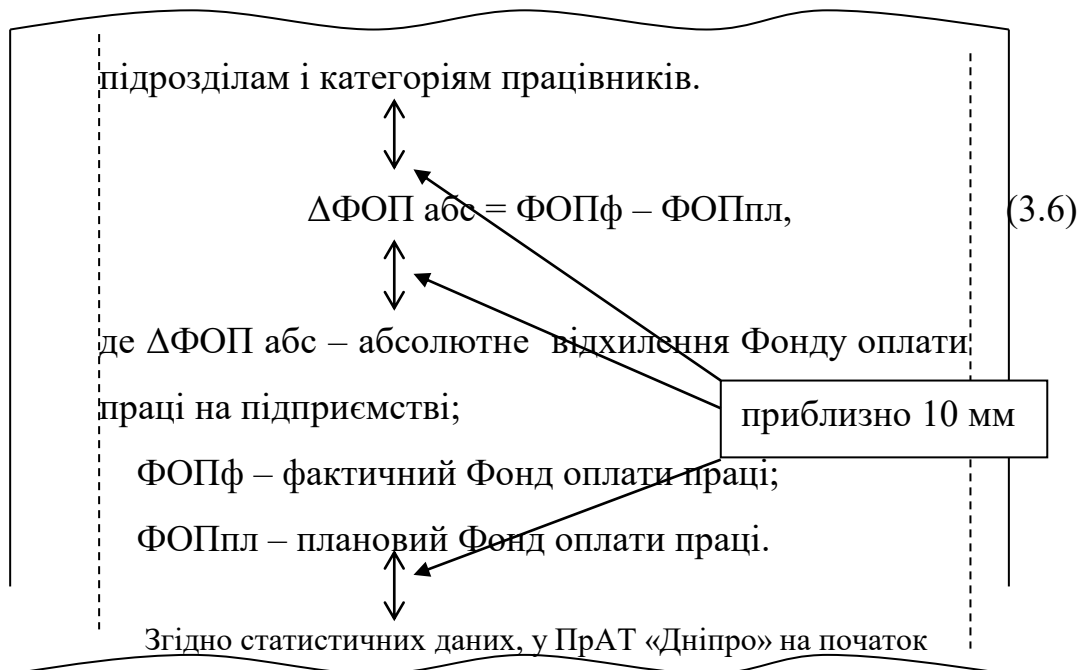 підрозділам і категоріям працівників.
ΔФОП абс = ФОПф – ФОПпл, (3.6)
де ΔФОП абс – абсолютне відхилення Фонду оплати
праці на підприємстві;
приблизно 10 мм
ФОПф – фактичний Фонд оплати праці;
ФОПпл – плановий Фонд оплати праці.
Згідно статистичних даних, у ПрАТ «Дніпро» на початок